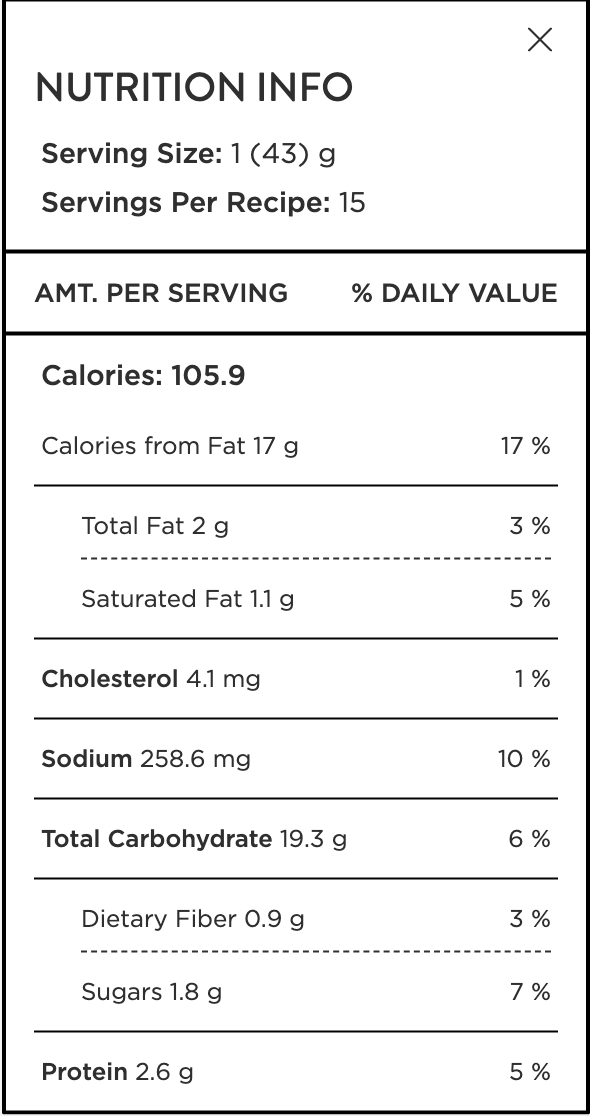 NUTRITION INFO
Serving Size: 1 (43) g
Servings Per Recipe: 15
AMT. PER SERVING % DAILY VALUE
Calories: 105.9
Calories from Fat 17 g 17 %
Total Fat 2 g 3 %
Saturated Fat 1.1 g 5 %
Cholesterol 4.1 mg 1 %
Sodium 258.6 mg 10 %
Total Carbohydrate 19.3 g 6 %
Dietary Fiber 0.9 g 3 %
Sugars 1.8 g 7 %
Protein 2.6 g 5 %